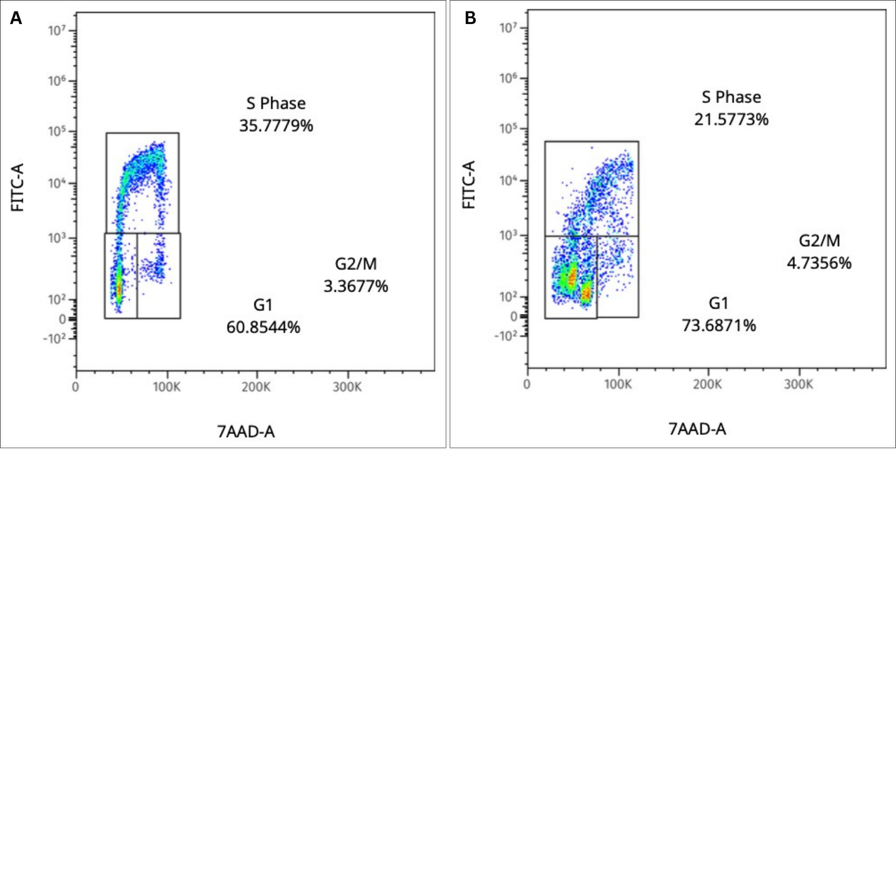 A
10⁷
10⁶
10⁵
10⁴
10³
10²
0
-10²
FITC-A
S Phase
35.7779%
G2/M
3.3677%
G1
60.8544%
0
100K
200K
300K
7AAD-A
B
10⁷
10⁶
10⁵
10⁴
10³
10²
0
-10²
FITC-A
S Phase
21.5773%
G2/M
4.7356%
G1
73.6871%
0
100K
200K
300K
7AAD-A